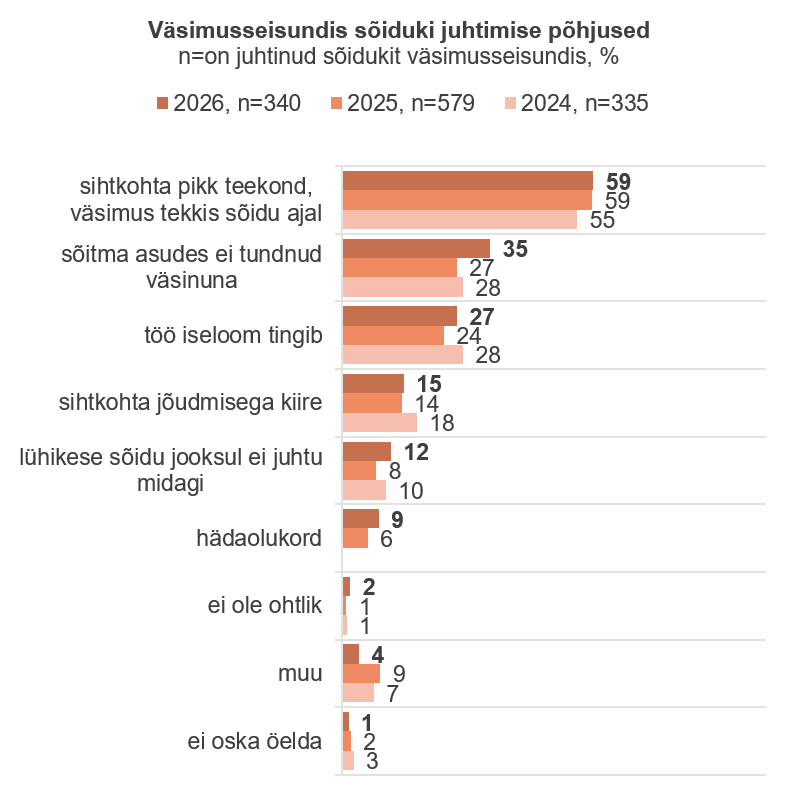 Väsimusseisundis sõiduki juhtimise põhjused
n=on juhtinud sõidukit väsimusseisundis, %
2026, n=340 2025, n=579 2024, n=335
sihtkohta pikk teekond,
väsimus tekkis sõidu ajal
59
59
55
sõitma asudes ei tundnud
väsinuna
35
27
28
töö iseloom tingib
27
24
28
sihtkohta jõudmisega kiire
15
14
18
lühikese sõidu jooksul ei juhtu
midagi
12
8
10
hädaolukord
9
6
ei ole ohtlik
2
1
1
muu
4
9
7
ei oska öelda
1
2
3